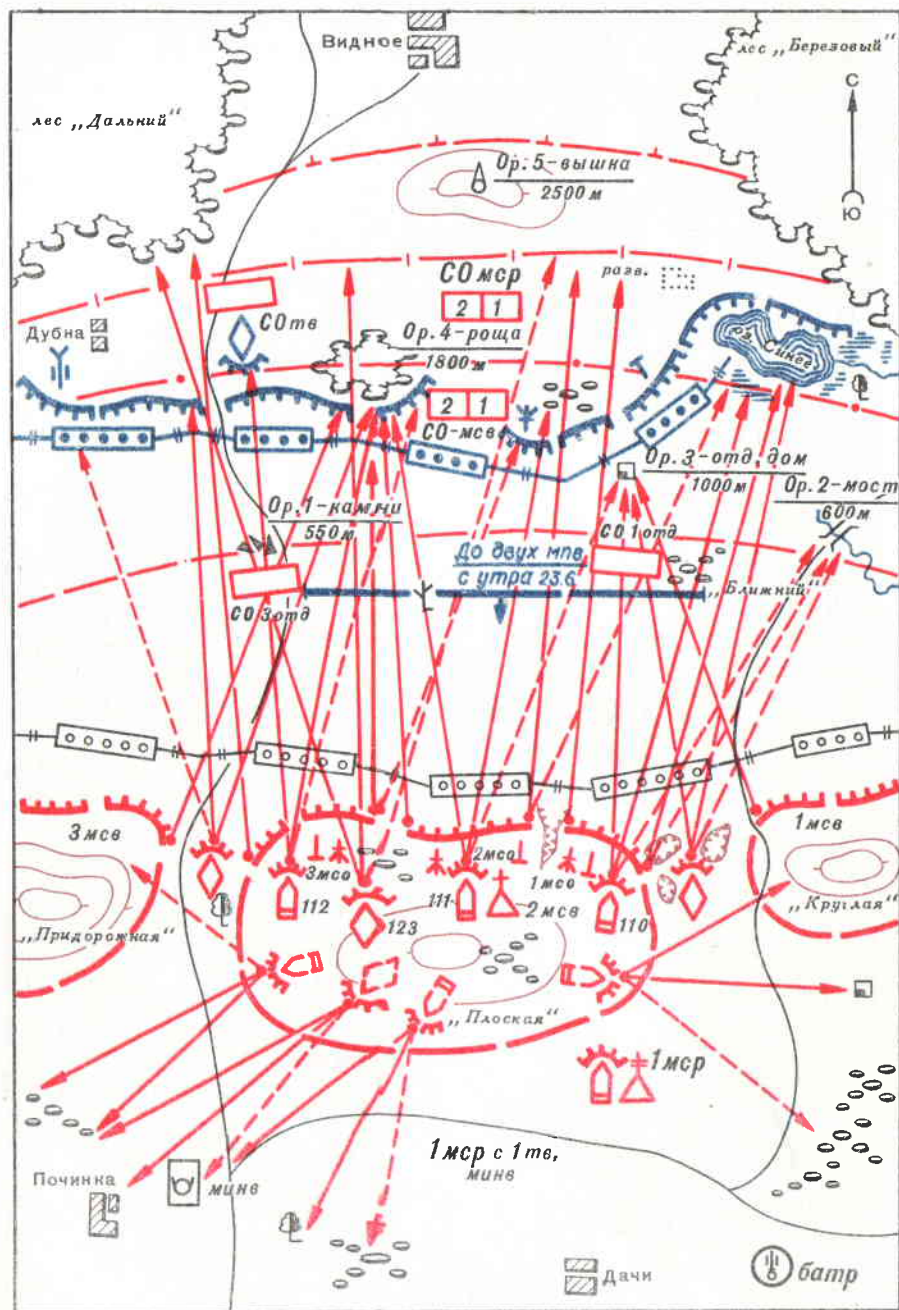 Видное
лес „Березовый“
лес „Дальний“
С
Ю
Ор. 5-вышка
2500 м
СО мср
2 1
разв.
СО тв
Дубна
Ор. 4-роща
1800 м
оз. Синее
2 1
СО-мсв
Ор. 3-отд. дом
1000 м
Ор. 2-мост
600 м
Ор. 1-камни
550 м
СО 1 отд
До двух мпв
с утра 23.6
„Ближний“
СО 3 отд
3 мсв
1 мсв
3 мсо
2 мсо
1 мсо
112
111
2 мсв
110
123
„Придорожная“
„Круглая“
„Плоская“
1 мср
1 мср с 1 тв,
минв
Починка
минв
Дачи
батр